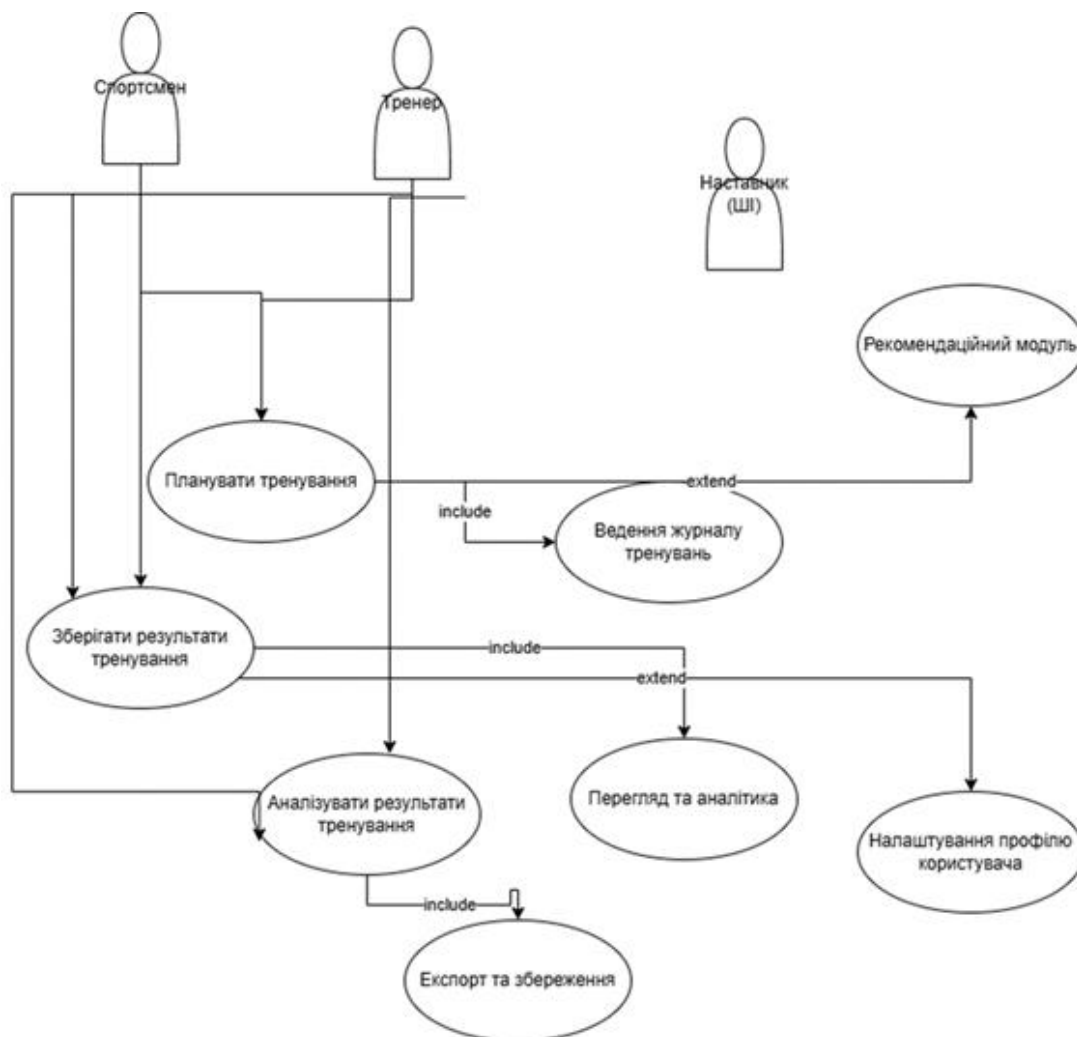 Спортсмен
Тренер
Наставник
(ШІ)
Рекомендаційний модуль
Планувати тренування
extend
include
Ведення журналу
тренувань
Зберігати результати
тренування
include
extend
Аналізувати результати
тренування
Перегляд та аналітика
Налаштування профілю
користувача
include
Експорт та збереження